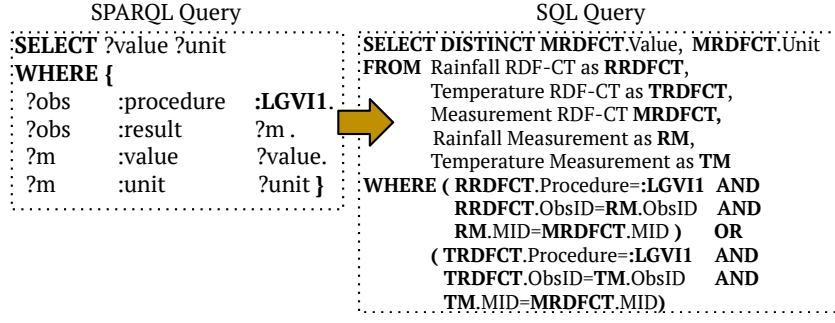 SPARQL Query
SELECT ?value ?unit
WHERE {
?obs :procedure :LGVI1.
?obs :result ?m .
?m :value ?value.
?m :unit ?unit }
SQL Query
SELECT DISTINCT MRDFCT.Value, MRDFCT.Unit
FROM Rainfall RDF-CT as RRDFCT,
Temperature RDF-CT as TRDFCT,
Measurement RDF-CT MRDFCT,
Rainfall Measurement as RM,
Temperature Measurement as TM
WHERE ( RRDFCT.Procedure=:LGVI1 AND
RRDFCT.ObsID=RM.ObsID AND
RM.MID=MRDFCT.MID ) OR
( TRDFCT.Procedure=:LGVI1 AND
TRDFCT.ObsID=TM.ObsID AND
TM.MID=MRDFCT.MID)